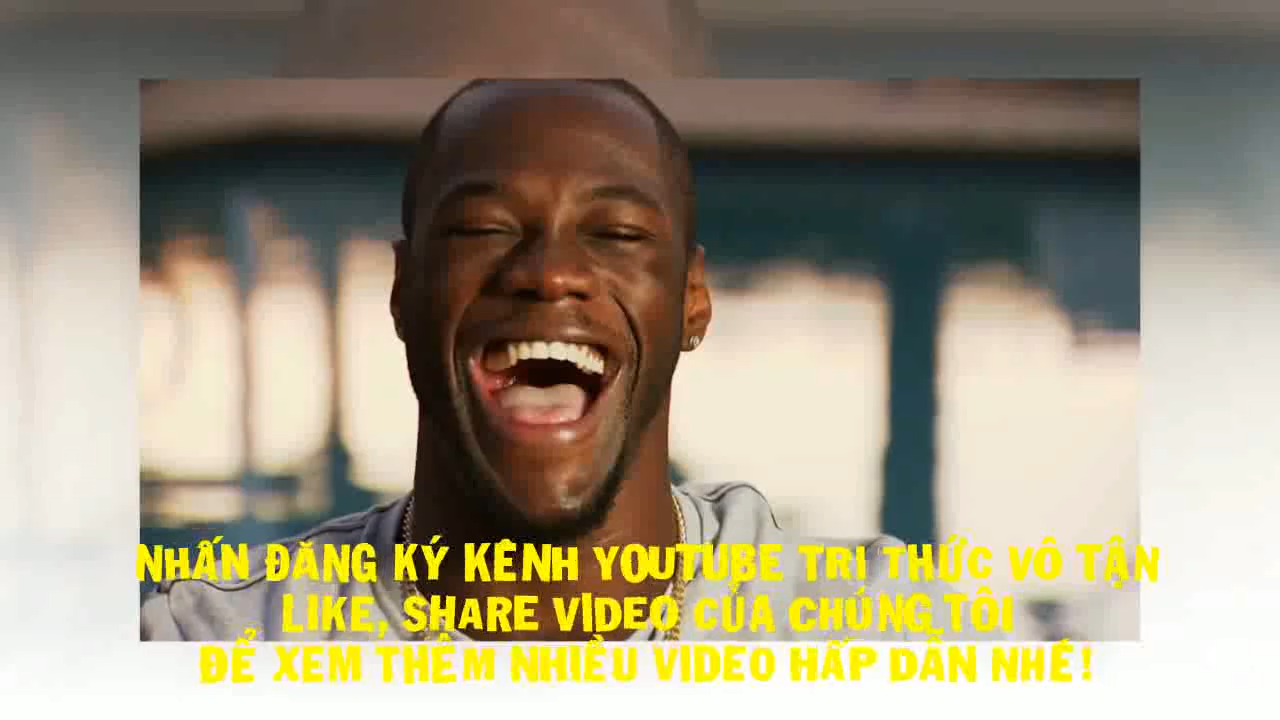 NHẤN ĐĂNG KÝ KÊNH YOUTUBE TRI THỨC VÔ TẬN
LIKE, SHARE VIDEO CỦA CHÚNG TÔI
ĐỂ XEM THÊM NHIỀU VIDEO HẤP DẪN NHÉ!